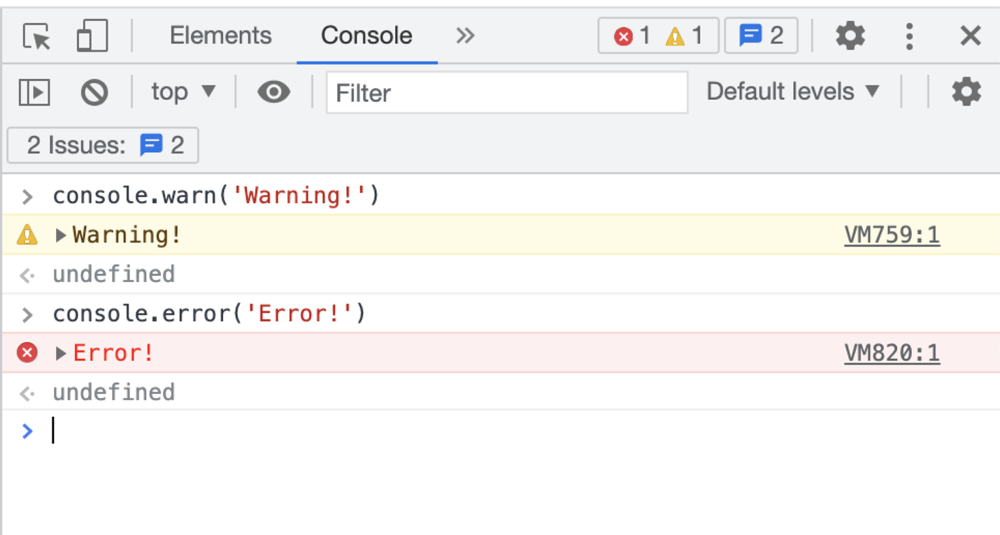 Elements Console 1 1 2
top Filter Default levels
2 Issues: 2
console.warn('Warning!')
Warning! VM759:1
undefined
console.error('Error!')
Error! VM820:1
undefined